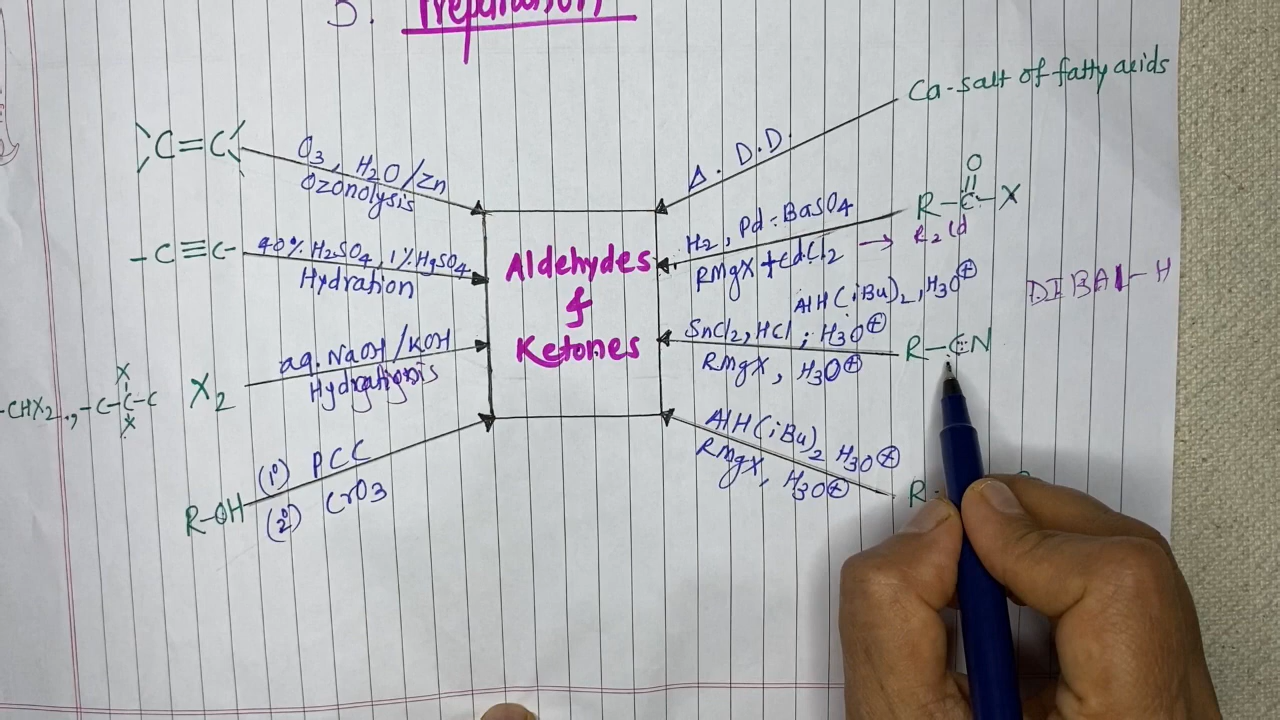 B. Preparation
Ca-salt of fatty acids
Δ. D.D.
>C=C<
O3, H2O/Zn
Ozonolysis
O
R-C-X
H2, Pd-BaSO4
RMgX + CdCl2 → R2Cd
-C≡C-
40% H2SO4, 1% HgSO4
Hydration
Aldehydes
&
Ketones
AlH(iBu)2, H3O⊕
DIBAL-H
SnCl2, HCl ; H3O⊕
RMgX, H3O⊕
R-C≡N
aq. NaOH/KOH
X
-CHX2., -C-C-C
X
X2
AlH(iBu)2 H3O⊕
RMgX, H3O⊕
R-
R-OH
(1°) PCC
(2°) CrO3